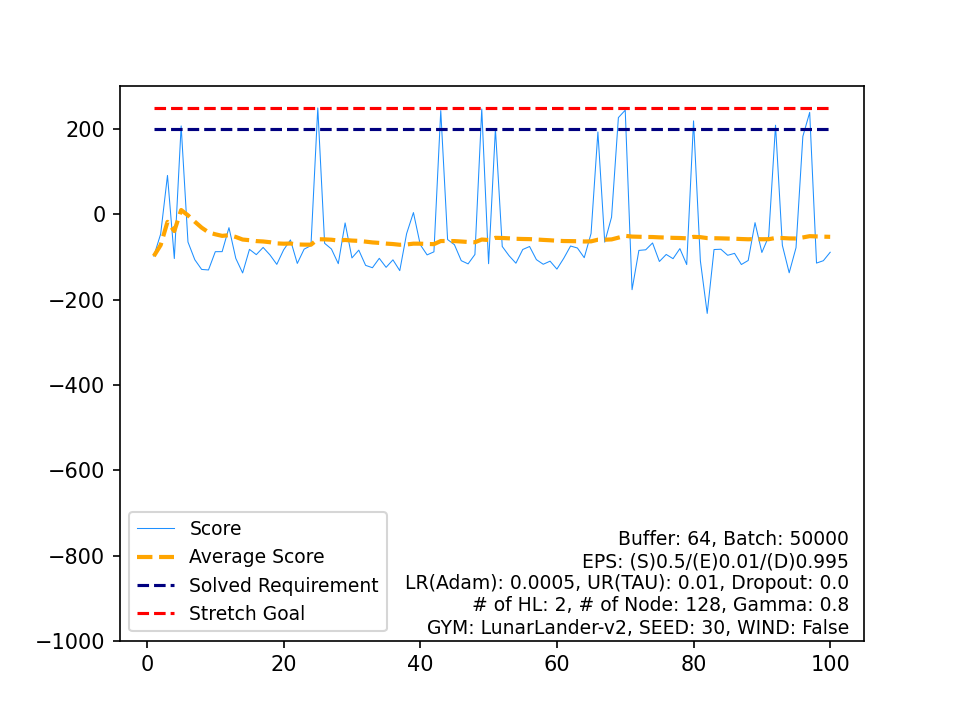 200
0
−200
−400
−600
−800
−1000
0 20 40 60 80 100
Score
Average Score
Solved Requirement
Stretch Goal
Buffer: 64, Batch: 50000
EPS: (S)0.5/(E)0.01/(D)0.995
LR(Adam): 0.0005, UR(TAU): 0.01, Dropout: 0.0
# of HL: 2, # of Node: 128, Gamma: 0.8
GYM: LunarLander-v2, SEED: 30, WIND: False